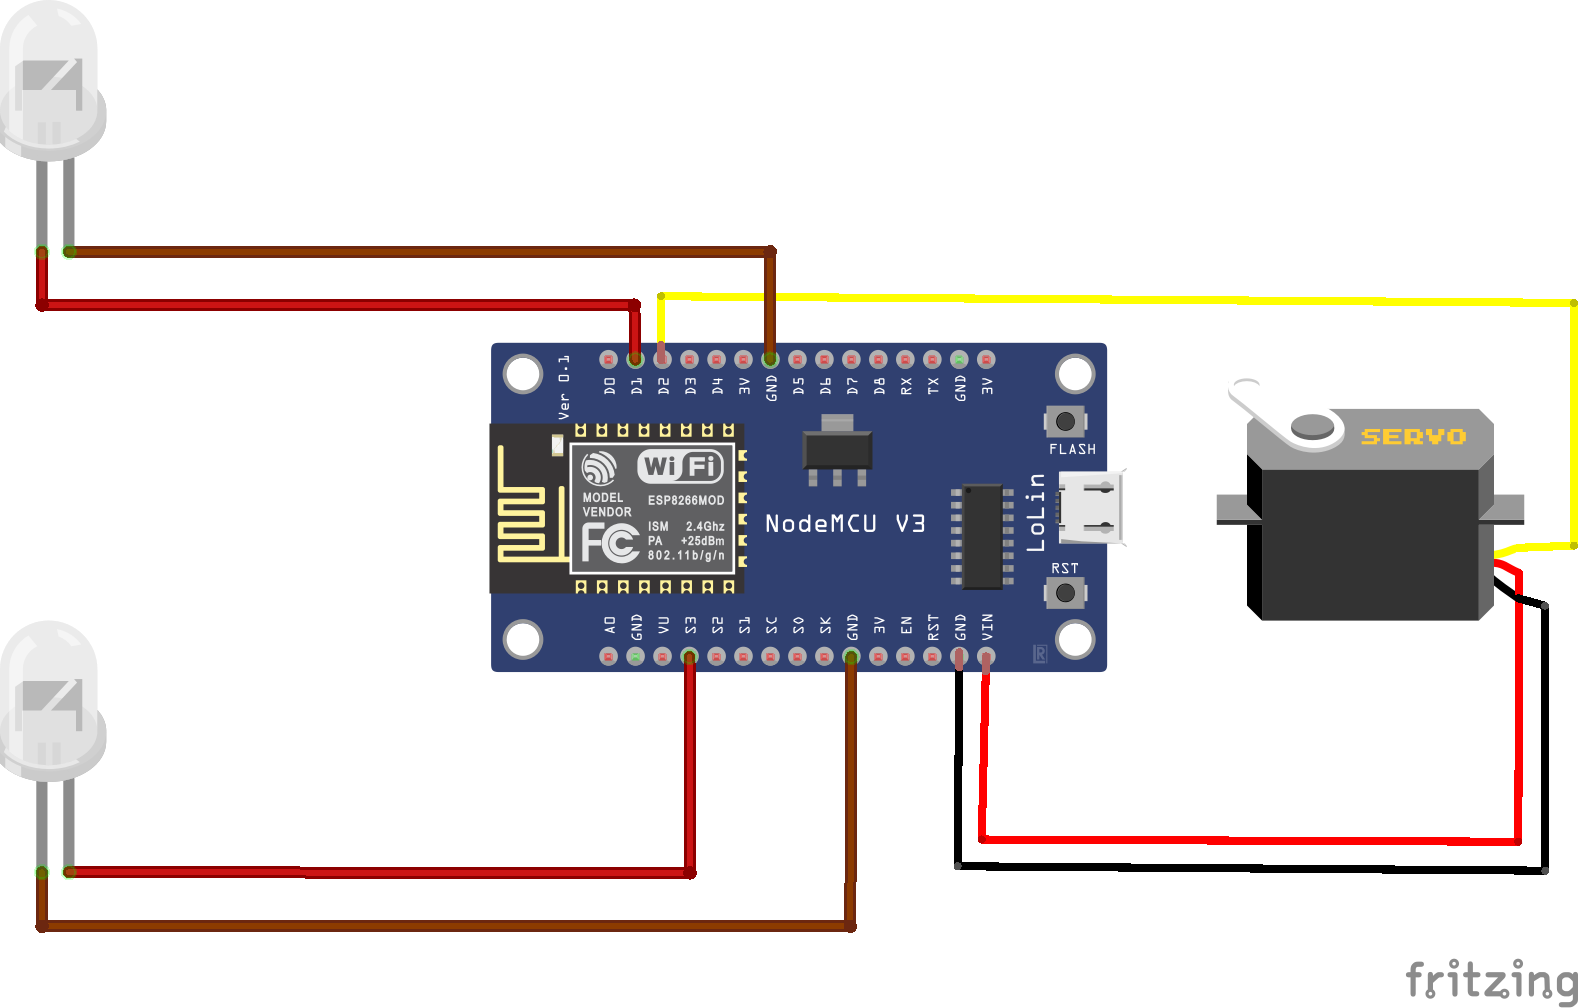 Ver 0.1
D0 D1 D2 D3 D4 3V GND D5 D6 D7 D8 RX TX GND 3V
FLASH
SERVO
WiFi
MODEL
VENDOR
ESP8266MOD
FC
ISM 2.4Ghz
PA +25dBm
802.11b/g/n
NodeMCU V3
LoLin
RST
A0 GND VU S3 S2 S1 SC S0 SK GND 3V EN RST GND VIN
R
fritzing